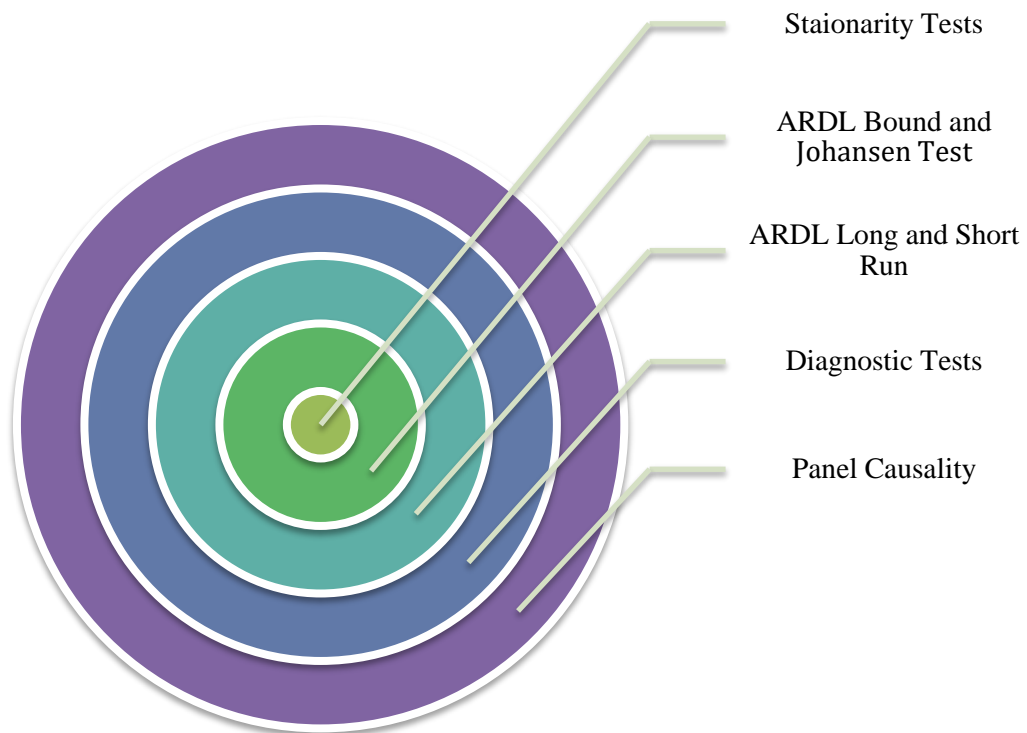 Staionarity Tests
ARDL Bound and
Johansen Test
ARDL Long and Short
Run
Diagnostic Tests
Panel Causality